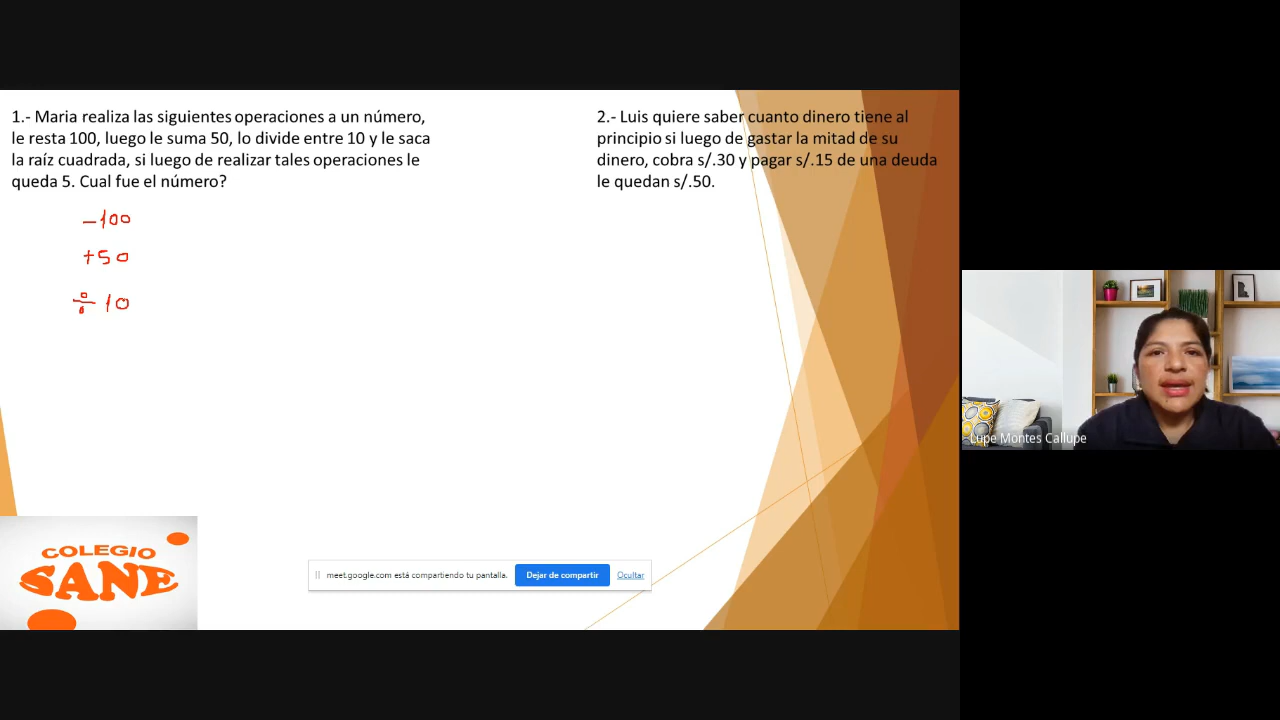 1.- Maria realiza las siguientes operaciones a un número,
le resta 100, luego le suma 50, lo divide entre 10 y le saca
la raíz cuadrada, si luego de realizar tales operaciones le
queda 5. Cual fue el número?
- 100
+ 50
÷ 10
2.- Luis quiere saber cuanto dinero tiene al
principio si luego de gastar la mitad de su
dinero, cobra s/.30 y pagar s/.15 de una deuda
le quedan s/.50.
Lupe Montes Callupe
COLEGIO
SANE
meet.google.com está compartiendo tu pantalla.
Dejar de compartir
Ocultar